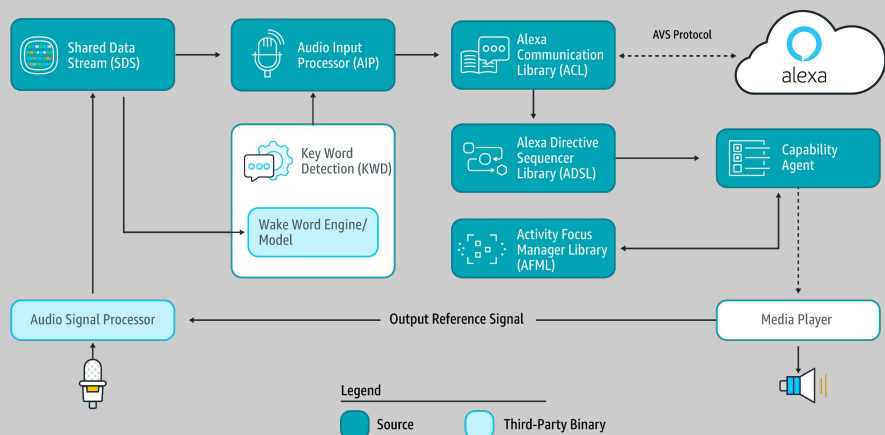 Shared Data
Stream (SDS)
Audio Input
Processor (AIP)
Alexa
Communication
Library (ACL)
AVS Protocol
alexa
Key Word
Detection (KWD)
Wake Word Engine/
Model
Alexa Directive
Sequencer
Library (ADSL)
Capability
Agent
Activity Focus
Manager Library
(AFML)
Audio Signal Processor
Output Reference Signal
Media Player
Legend
Source
Third-Party Binary